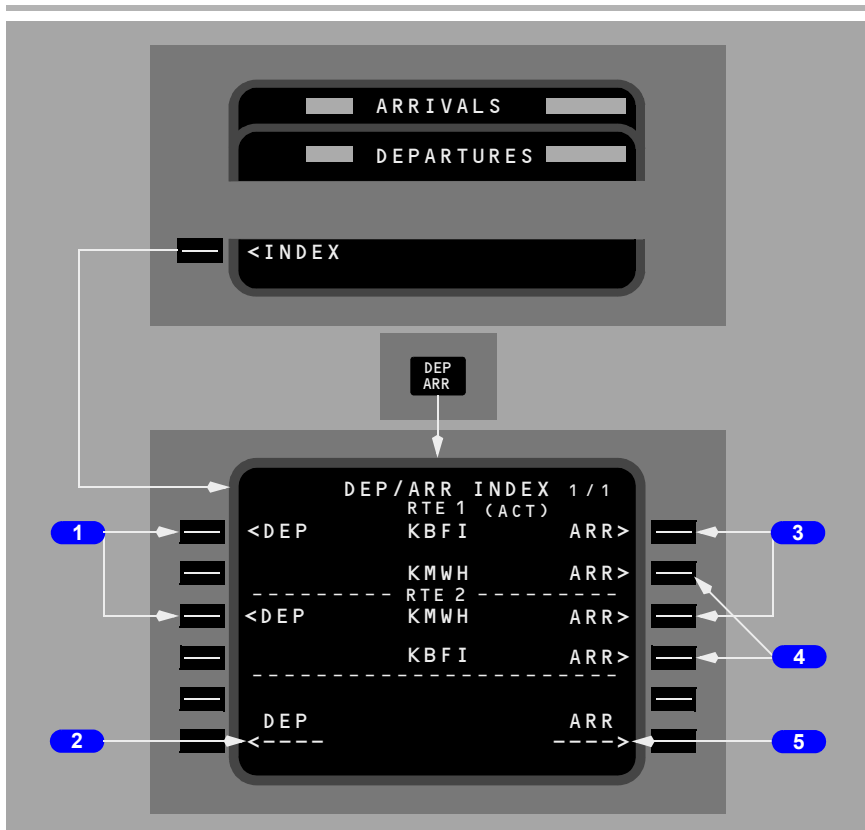 ARRIVALS
DEPARTURES
<INDEX
DEP
ARR
DEP/ARR INDEX 1/1
RTE 1 (ACT)
1 <DEP KBFI ARR> 3
KMWH ARR>
--------- RTE 2 ---------
<DEP KMWH ARR>
KBFI ARR> 4
------------------------
DEP ARR
2 <---- ----> 5